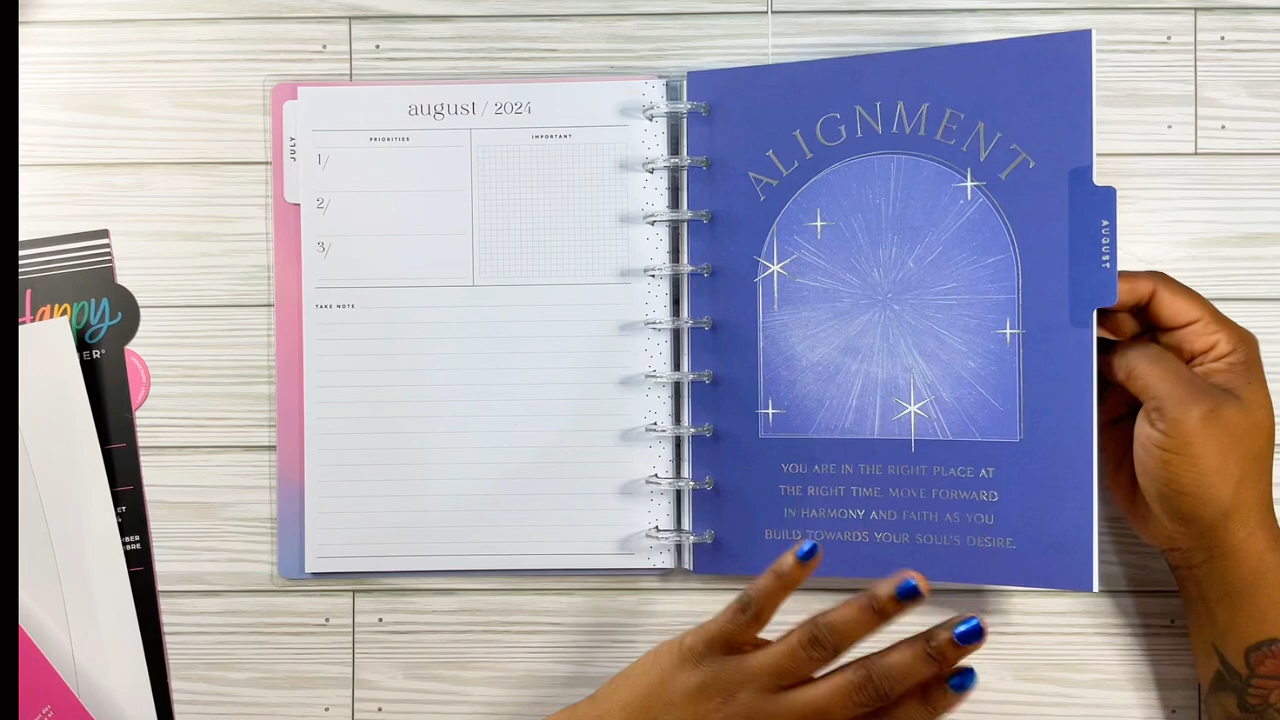 august / 2024
PRIORITIES
IMPORTANT
1/
2/
3/
TAKE NOTE
JULY
ALIGNMENT
YOU ARE IN THE RIGHT PLACE AT
THE RIGHT TIME. MOVE FORWARD
IN HARMONY AND FAITH AS YOU
BUILD TOWARDS YOUR SOUL'S DESIRE.
AUGUST
Happy